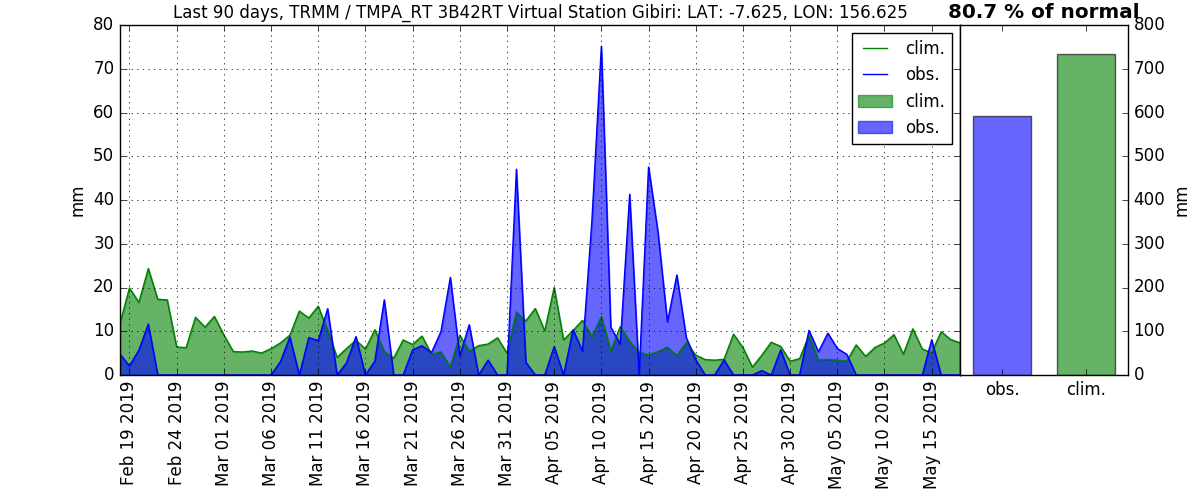 Last 90 days, TRMM / TMPA_RT 3B42RT Virtual Station Gibiri: LAT: -7.625, LON: 156.625
80.7 % of normal
80
70
60
50
40
30
20
10
0
mm
clim.
obs.
clim.
obs.
Feb 19 2019
Feb 24 2019
Mar 01 2019
Mar 06 2019
Mar 11 2019
Mar 16 2019
Mar 21 2019
Mar 26 2019
Mar 31 2019
Apr 05 2019
Apr 10 2019
Apr 15 2019
Apr 20 2019
Apr 25 2019
Apr 30 2019
May 05 2019
May 10 2019
May 15 2019
800
700
600
500
400
300
200
100
0
mm
obs.
clim.